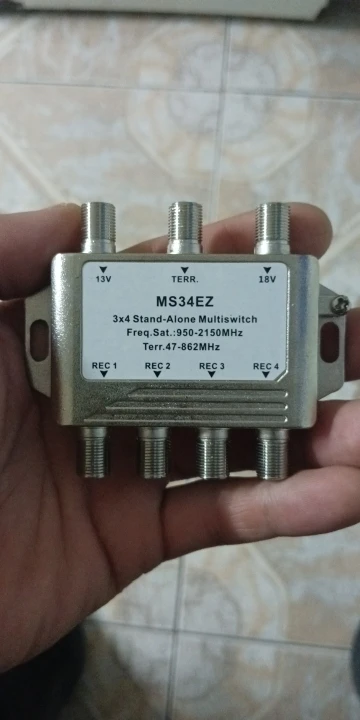 13V TERR. 18V
MS34EZ
3x4 Stand-Alone Multiswitch
Freq.Sat.:950-2150MHz
Terr.47-862MHz
REC 1 REC 2 REC 3 REC 4